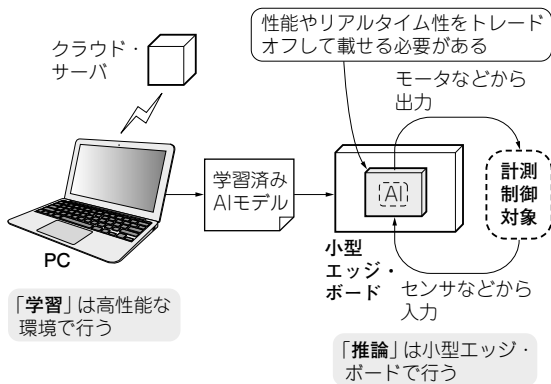 性能やリアルタイム性をトレード
オフして載せる必要がある
クラウド・
サーバ
モータなどから
出力
学習済み
AIモデル
AI
計測
制御
対象
PC
小型
エッジ・
ボード
センサなどから
入力
「学習」は高性能な
環境で行う
「推論」は小型エッジ・
ボードで行う